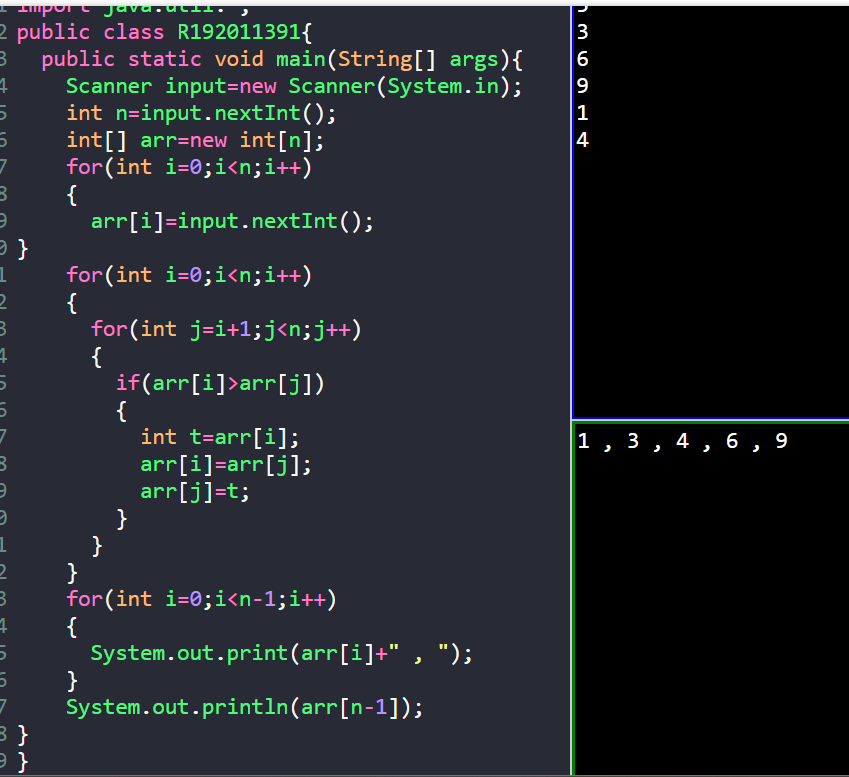 import java.util.*;
2 public class R192011391{
3 public static void main(String[] args){
4 Scanner input=new Scanner(System.in);
5 int n=input.nextInt();
6 int[] arr=new int[n];
7 for(int i=0;i<n;i++)
8 {
9 arr[i]=input.nextInt();
0 }
1 for(int i=0;i<n;i++)
2 {
3 for(int j=i+1;j<n;j++)
4 {
5 if(arr[i]>arr[j])
6 {
7 int t=arr[i];
8 arr[i]=arr[j];
9 arr[j]=t;
0 }
1 }
2 }
3 for(int i=0;i<n-1;i++)
4 {
5 System.out.print(arr[i]+" , ");
6 }
7 System.out.println(arr[n-1]);
8 }
9 }
5
3
6
9
1
4
1 , 3 , 4 , 6 , 9